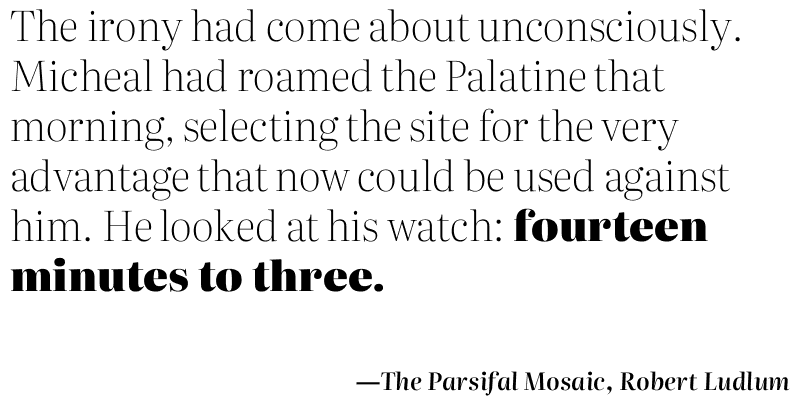 The irony had come about unconsciously.
Micheal had roamed the Palatine that
morning, selecting the site for the very
advantage that now could be used against
him. He looked at his watch: fourteen
minutes to three.
—The Parsifal Mosaic, Robert Ludlum